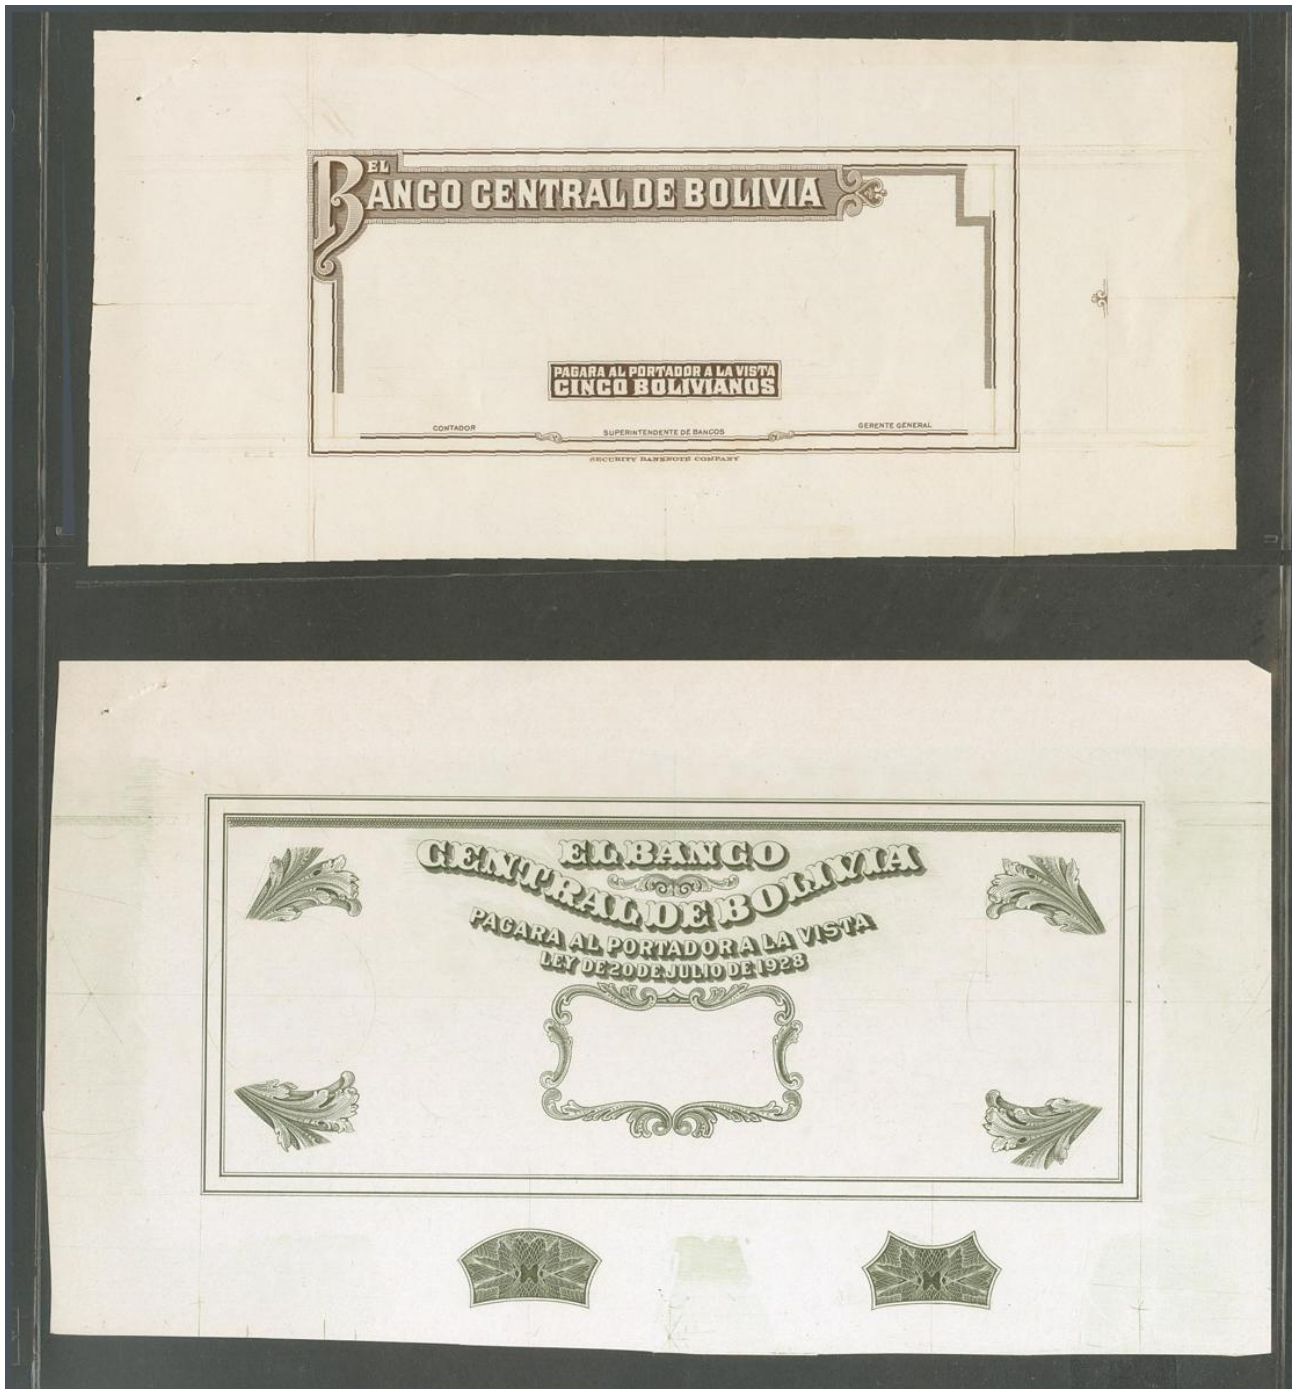 EL
BANCO CENTRAL DE BOLIVIA
PAGARA AL PORTADOR A LA VISTA
CINCO BOLIVIANOS
CONTADOR
SUPERINTENDENTE DE BANCOS
GERENTE GENERAL
SECURITY BANKNOTE COMPANY
EL BANCO
CENTRAL DE BOLIVIA
PAGARA AL PORTADOR A LA VISTA
LEY DE 20 DE JULIO DE 1928